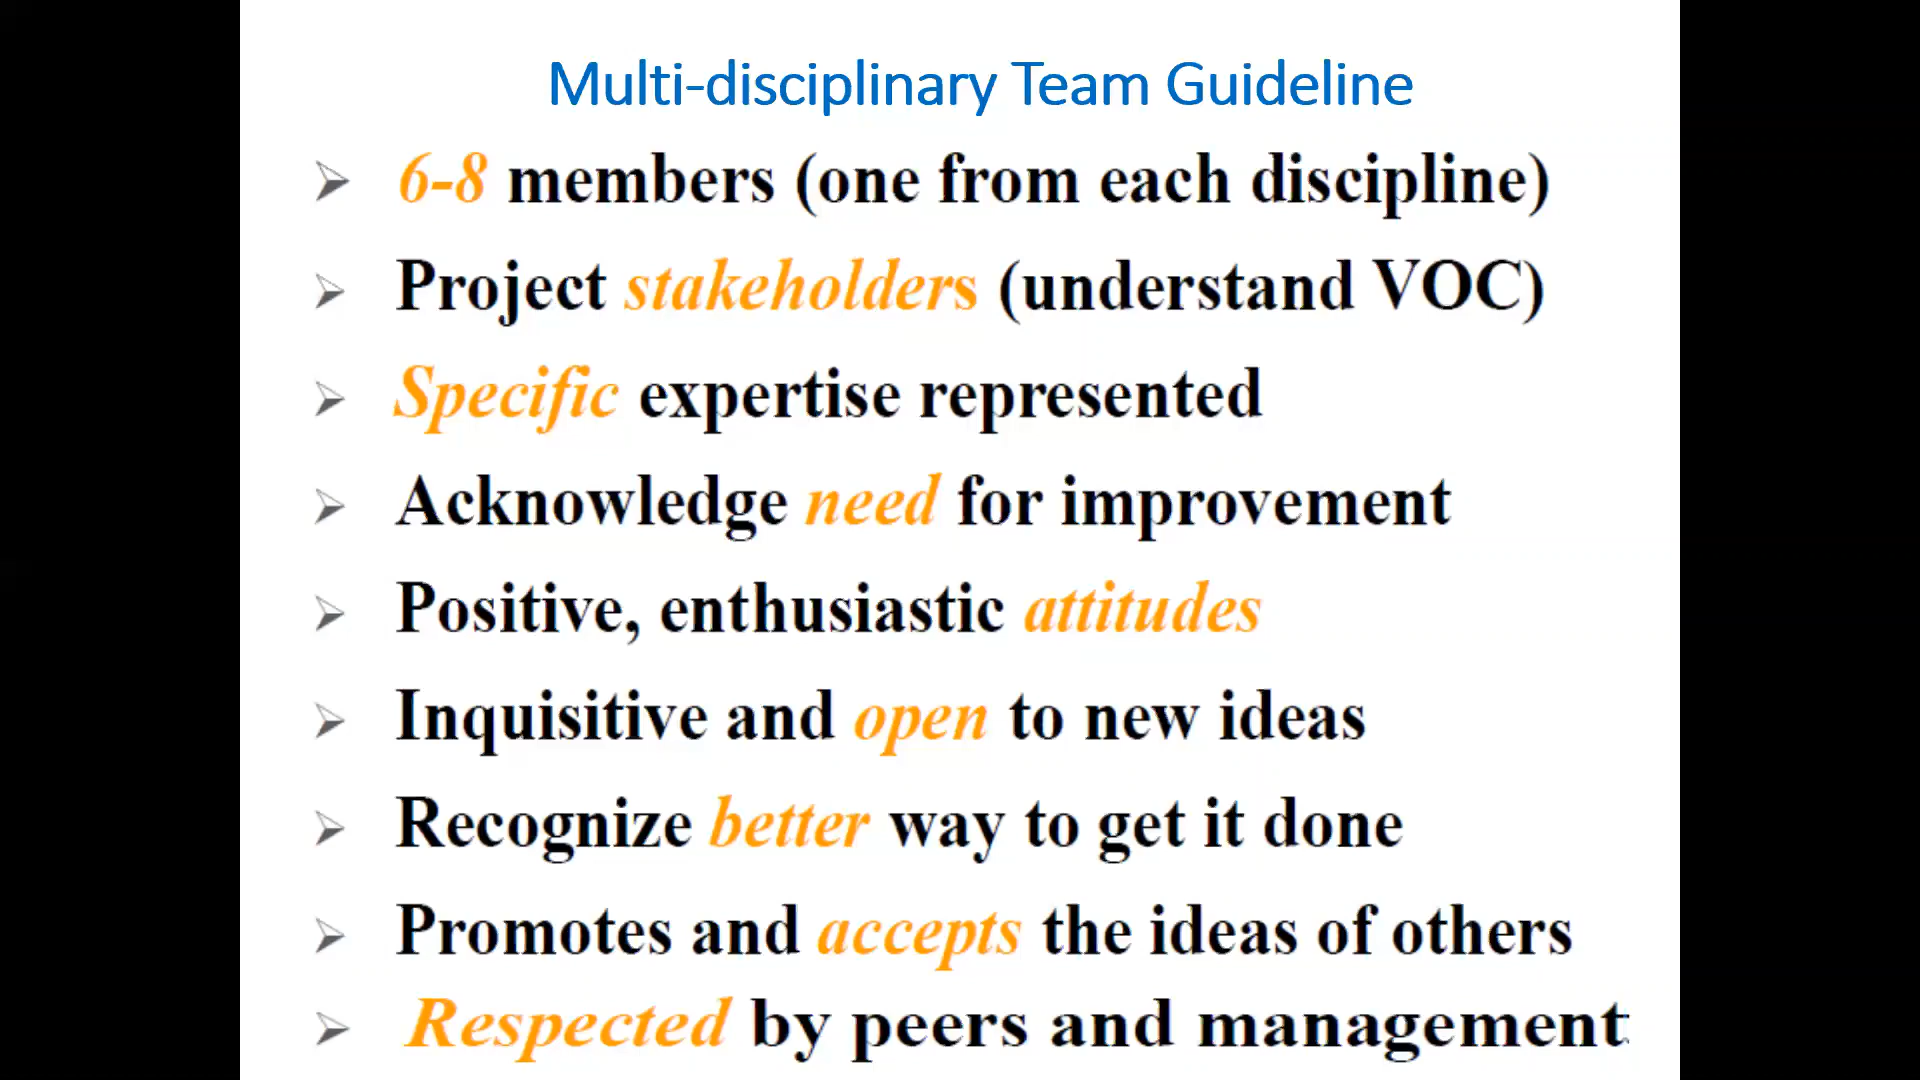 Multi-disciplinary Team Guideline
➢ 6-8 members (one from each discipline)
➢ Project stakeholders (understand VOC)
➢ Specific expertise represented
➢ Acknowledge need for improvement
➢ Positive, enthusiastic attitudes
➢ Inquisitive and open to new ideas
➢ Recognize better way to get it done
➢ Promotes and accepts the ideas of others
➢ Respected by peers and management